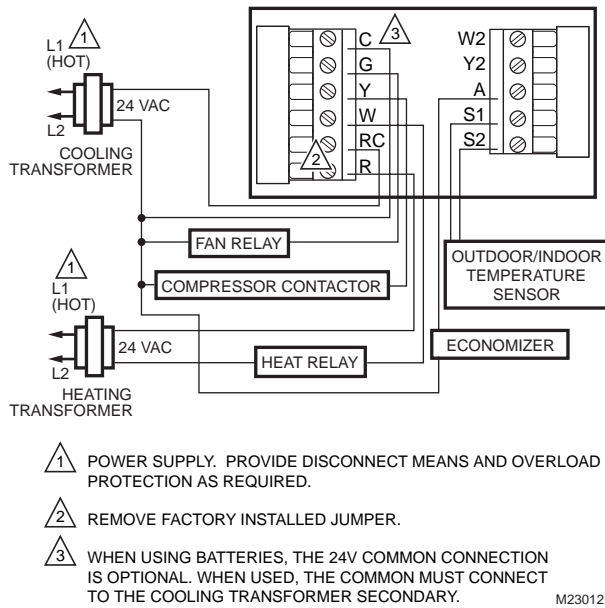 1
L1
(HOT)
24 VAC
L2
COOLING
TRANSFORMER
3
C
G
Y
W
RC
R
2
W2
Y2
A
S1
S2
FAN RELAY
COMPRESSOR CONTACTOR
OUTDOOR/INDOOR
TEMPERATURE
SENSOR
1
L1
(HOT)
24 VAC
L2
HEATING
TRANSFORMER
HEAT RELAY
ECONOMIZER
1 POWER SUPPLY. PROVIDE DISCONNECT MEANS AND OVERLOAD
PROTECTION AS REQUIRED.
2 REMOVE FACTORY INSTALLED JUMPER.
3 WHEN USING BATTERIES, THE 24V COMMON CONNECTION
IS OPTIONAL. WHEN USED, THE COMMON MUST CONNECT
TO THE COOLING TRANSFORMER SECONDARY.
M23012